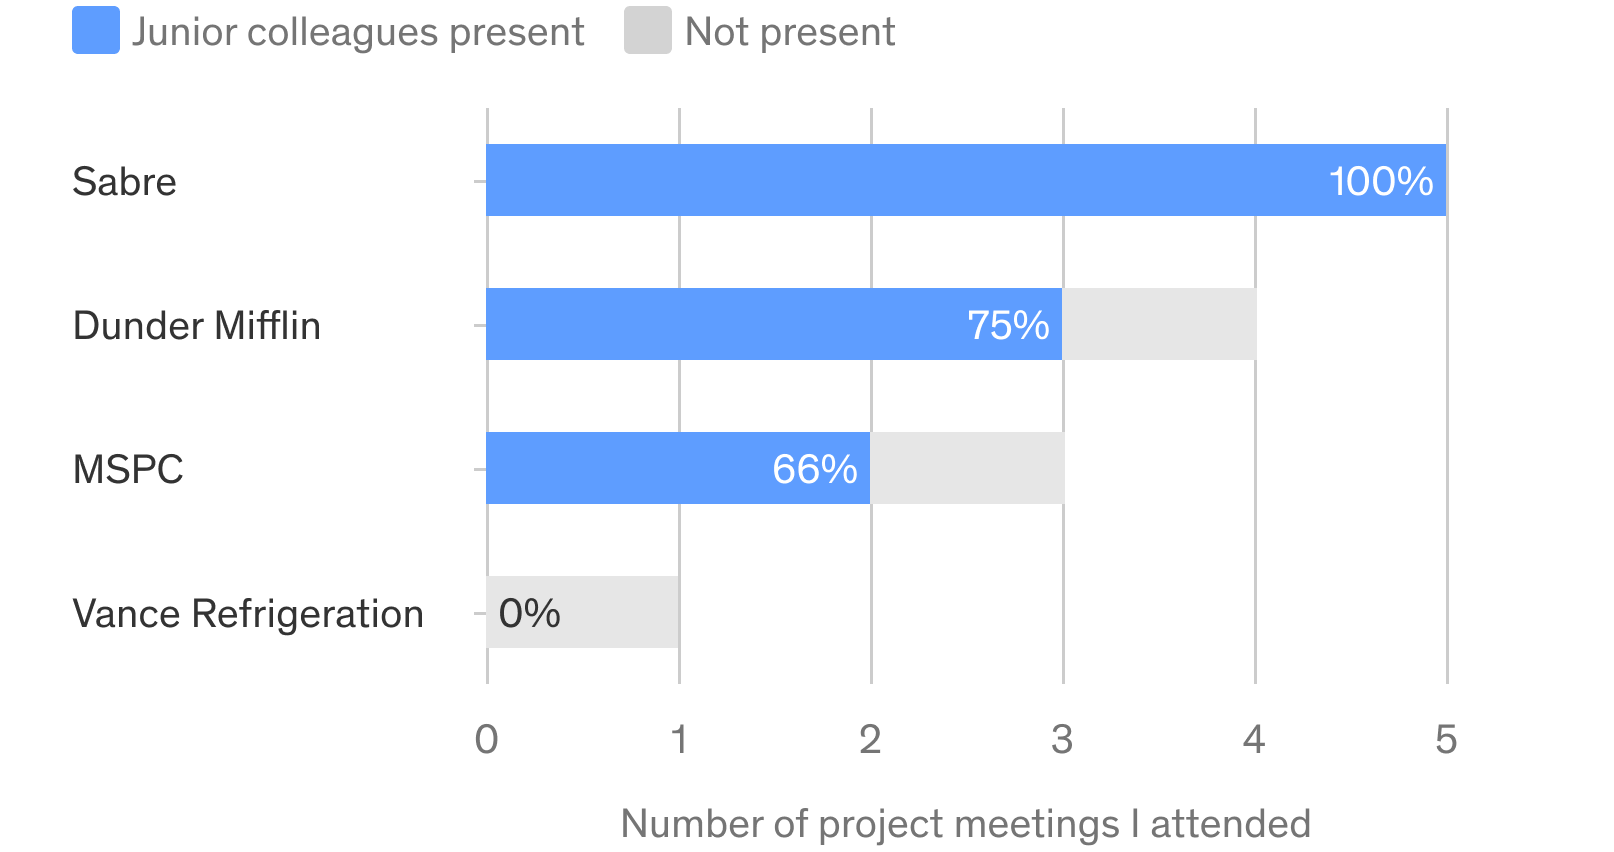 Junior colleagues present Not present
Sabre 100%
Dunder Mifflin 75%
MSPC 66%
Vance Refrigeration 0%
0 1 2 3 4 5
Number of project meetings I attended